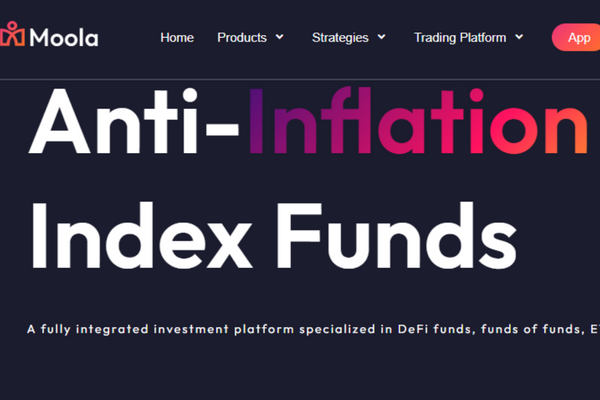 Moola Home Products Strategies Trading Platform App
Anti-Inflation
Index Funds
A fully integrated investment platform specialized in DeFi funds, funds of funds,